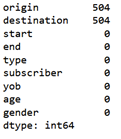 origin 504
destination 504
start 0
end 0
type 0
subscriber 0
yob 0
age 0
gender 0
dtype: int64